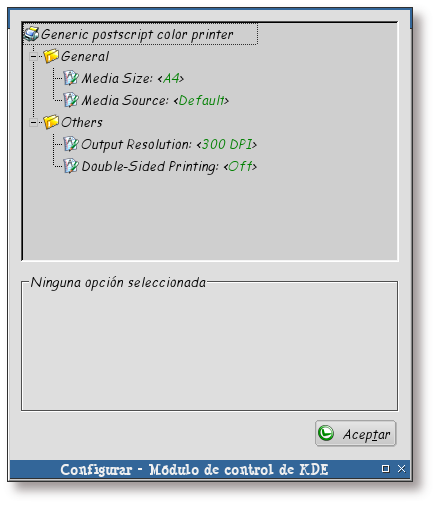 Generic postscript color printer
General
Media Size: <A4>
Media Source: <Default>
Others
Output Resolution: <300 DPI>
Double-Sided Printing: <Off>
Ninguna opción seleccionada
Aceptar
Configurar - Módulo de control de KDE